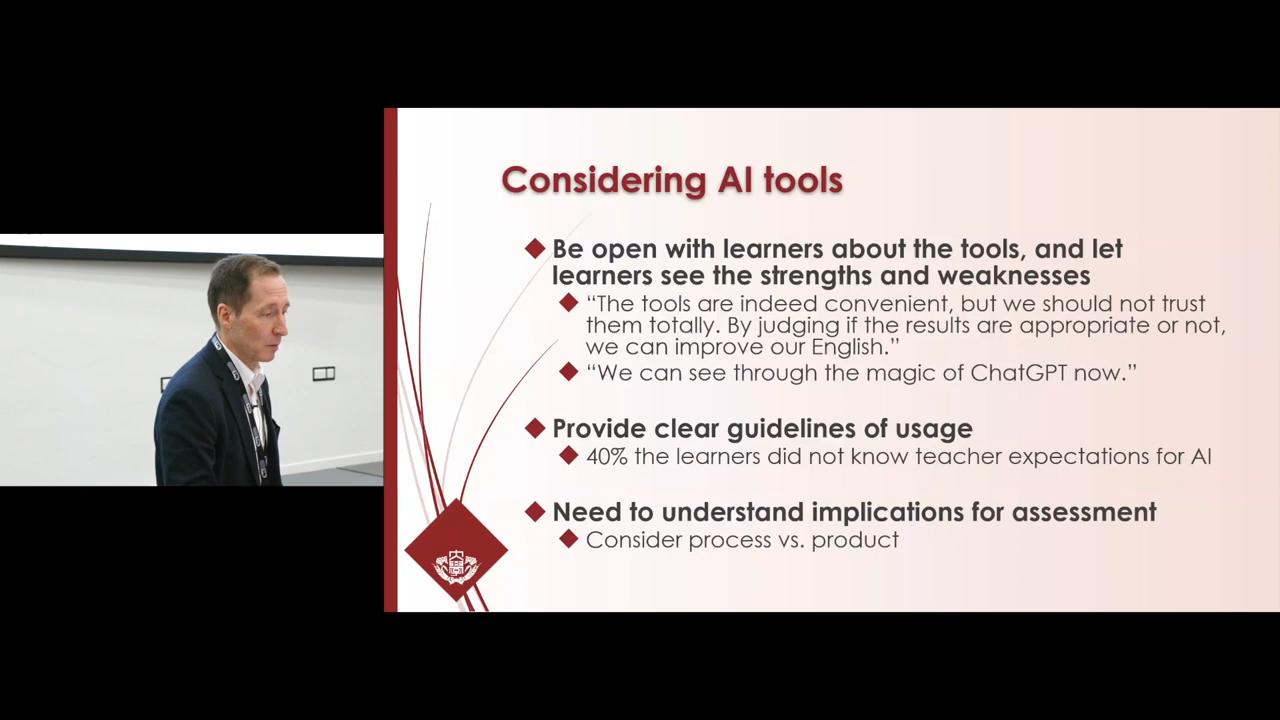 Considering AI tools
Be open with learners about the tools, and let
learners see the strengths and weaknesses
“The tools are indeed convenient, but we should not trust
them totally. By judging if the results are appropriate or not,
we can improve our English.”
“We can see through the magic of ChatGPT now.”
Provide clear guidelines of usage
40% the learners did not know teacher expectations for AI
Need to understand implications for assessment
Consider process vs. product